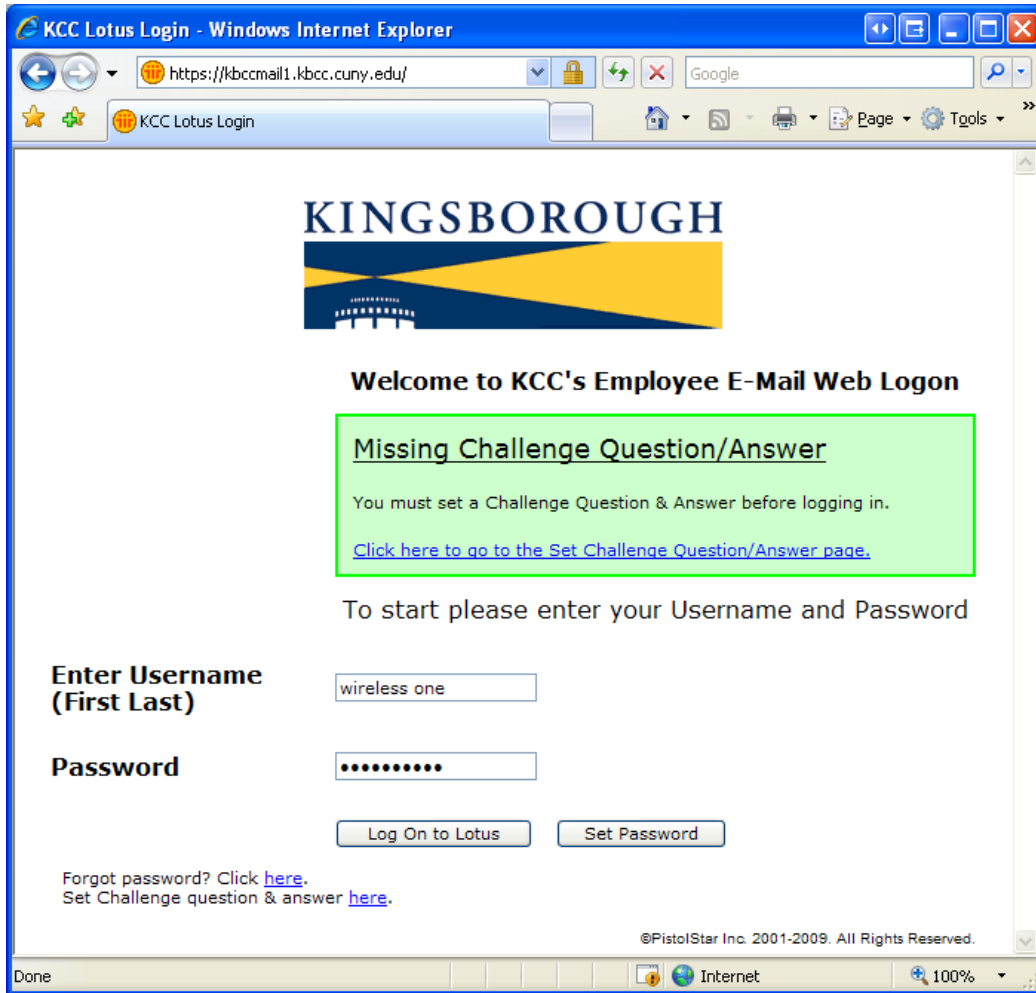 KCC Lotus Login - Windows Internet Explorer
https://kbccmail1.kbcc.cuny.edu/
Google
KCC Lotus Login
Page
Tools
»
KINGSBOROUGH
Welcome to KCC's Employee E-Mail Web Logon
Missing Challenge Question/Answer
You must set a Challenge Question & Answer before logging in.
Click here to go to the Set Challenge Question/Answer page.
To start please enter your Username and Password
Enter Username
(First Last)
wireless one
Password
••••••••••
Log On to Lotus
Set Password
Forgot password? Click here.
Set Challenge question & answer here.
©PistolStar Inc. 2001-2009. All Rights Reserved.
Done
Internet
100%